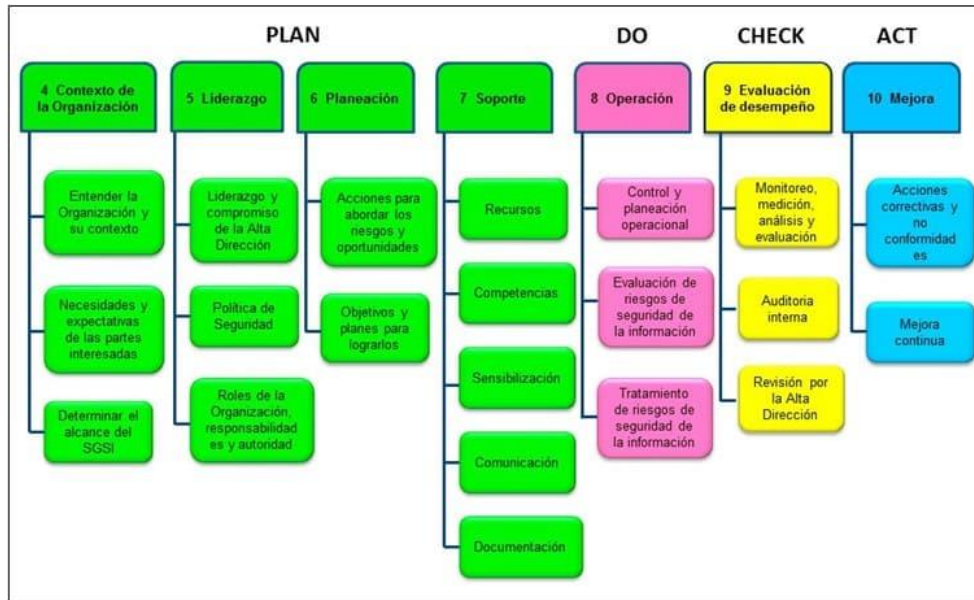 PLAN
DO
CHECK
ACT
4 Contexto de
la Organización
5 Liderazgo
6 Planeación
7 Soporte
8 Operación
9 Evaluación
de desempeño
10 Mejora
Entender la
Organización y
su contexto
Necesidades y
expectativas
de las partes
interesadas
Determinar el
alcance del
SGSI
Liderazgo y
compromiso
de la Alta
Dirección
Política de
Seguridad
Roles de la
Organización,
responsabilidad
es y autoridad
Acciones para
abordar los
riesgos y
oportunidades
Objetivos y
planes para
lograrlos
Recursos
Competencias
Sensibilización
Comunicación
Documentación
Control y
planeación
operacional
Evaluación de
riesgos de
seguridad de
la información
Tratamiento
de riesgos de
seguridad de
la información
Monitoreo,
medición,
análisis y
evaluación
Auditoria
interna
Revisión por
la Alta
Dirección
Acciones
correctivas y
no
conformidad
es
Mejora
continua